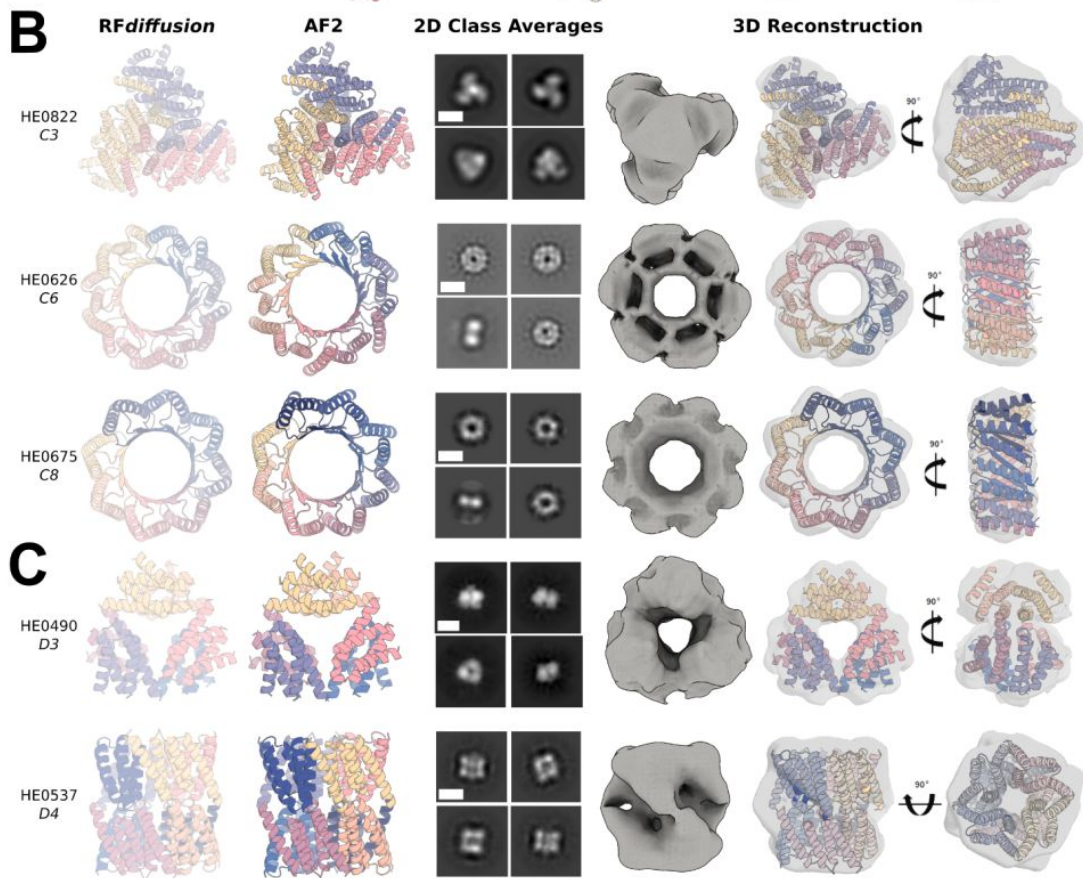 B
RFdiffusion AF2 2D Class Averages 3D Reconstruction
HE0822
C3
90°
HE0626
C6
90°
HE0675
C8
90°
C
HE0490
D3
90°
HE0537
D4
90°